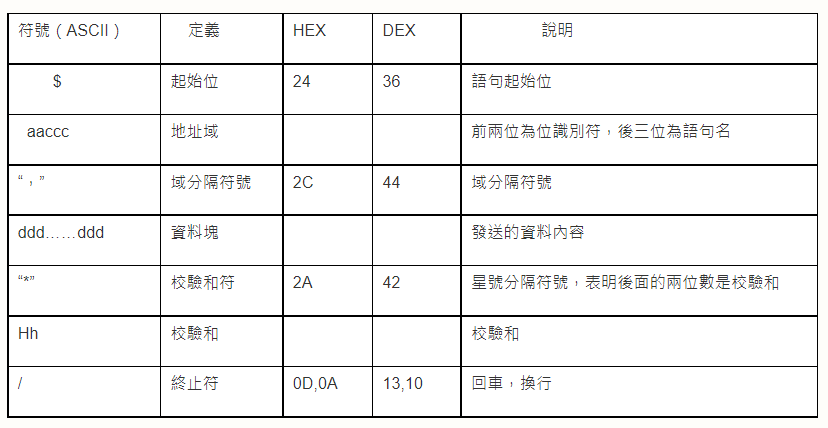 符號（ASCII） 定義 HEX DEX 說明
$ 起始位 24 36 語句起始位
aaccc 地址域 前兩位為位識別符，後三位為語句名
“，” 域分隔符號 2C 44 域分隔符號
ddd……ddd 資料塊 發送的資料內容
“*” 校驗和符 2A 42 星號分隔符號，表明後面的兩位數是校驗和
Hh 校驗和 校驗和
/ 終止符 0D,0A 13,10 回車，換行